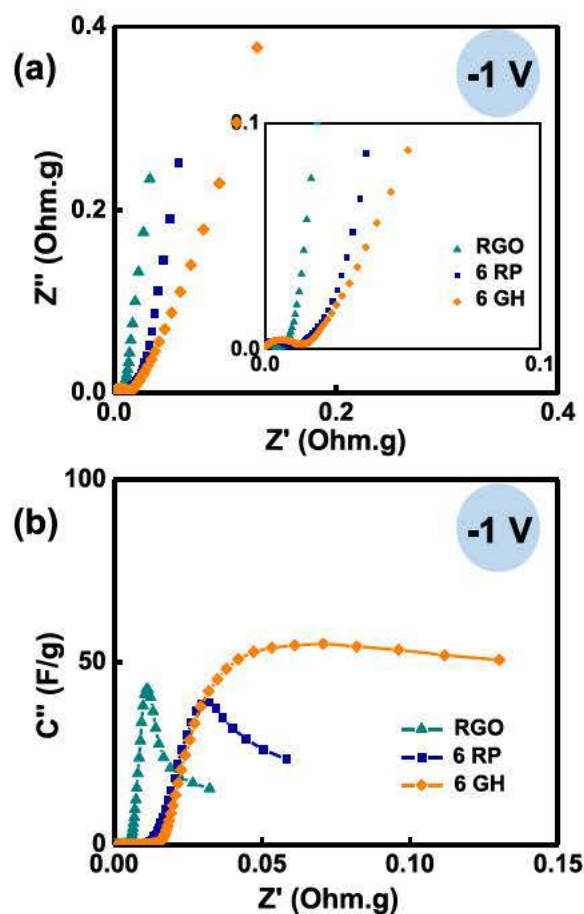 (a)
-1 V
0.4
0.2
0.0
Z'' (Ohm.g)
0.1
0.0
RGO
6 RP
6 GH
0.0
0.1
0.0
0.2
0.4
Z' (Ohm.g)
(b)
-1 V
100
50
0
C'' (F/g)
RGO
6 RP
6 GH
0.00
0.05
0.10
0.15
Z' (Ohm.g)